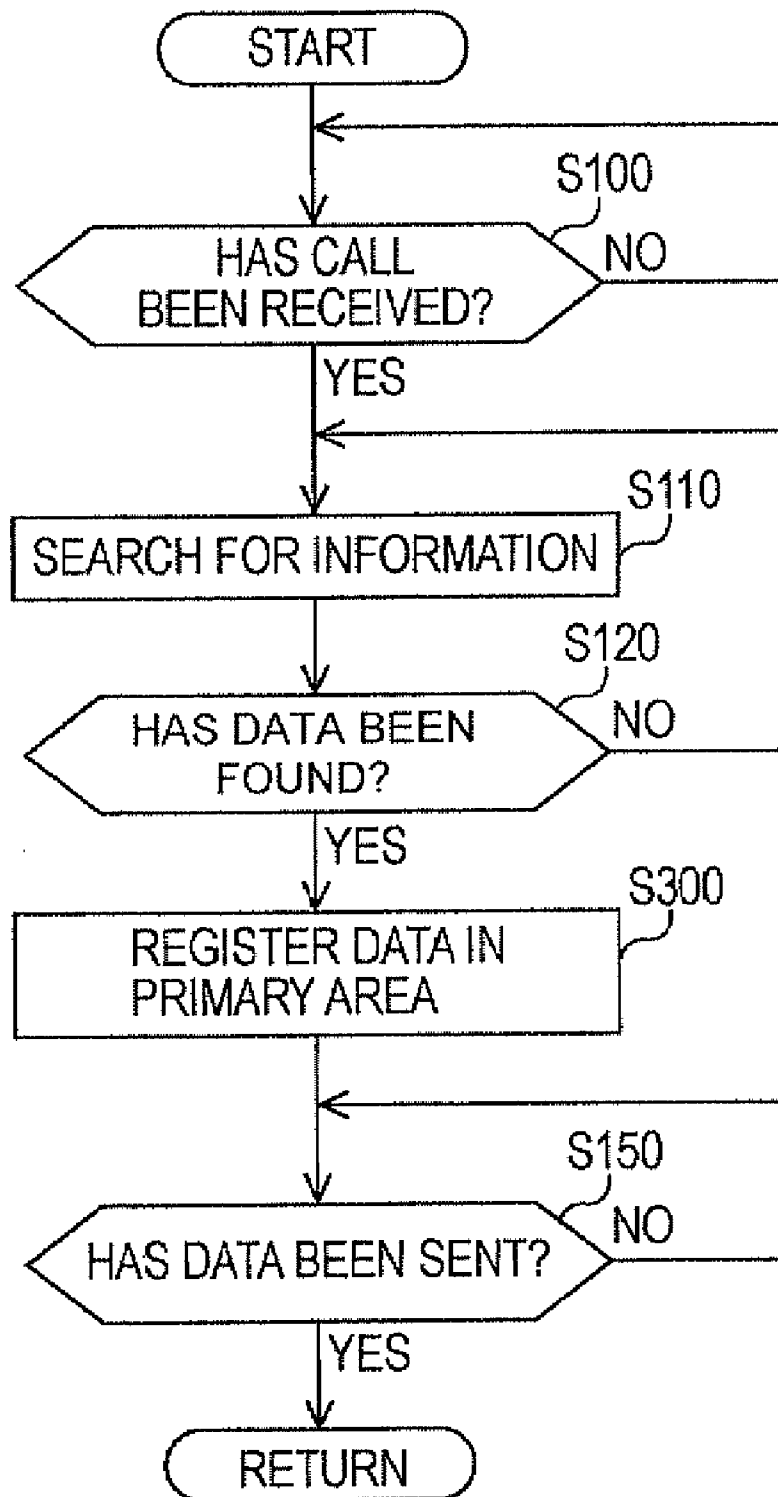 START
S100
HAS CALL
BEEN RECEIVED?
NO
YES
S110
SEARCH FOR INFORMATION
S120
HAS DATA BEEN
FOUND?
NO
YES
S300
REGISTER DATA IN
PRIMARY AREA
S150
HAS DATA BEEN SENT?
NO
YES
RETURN